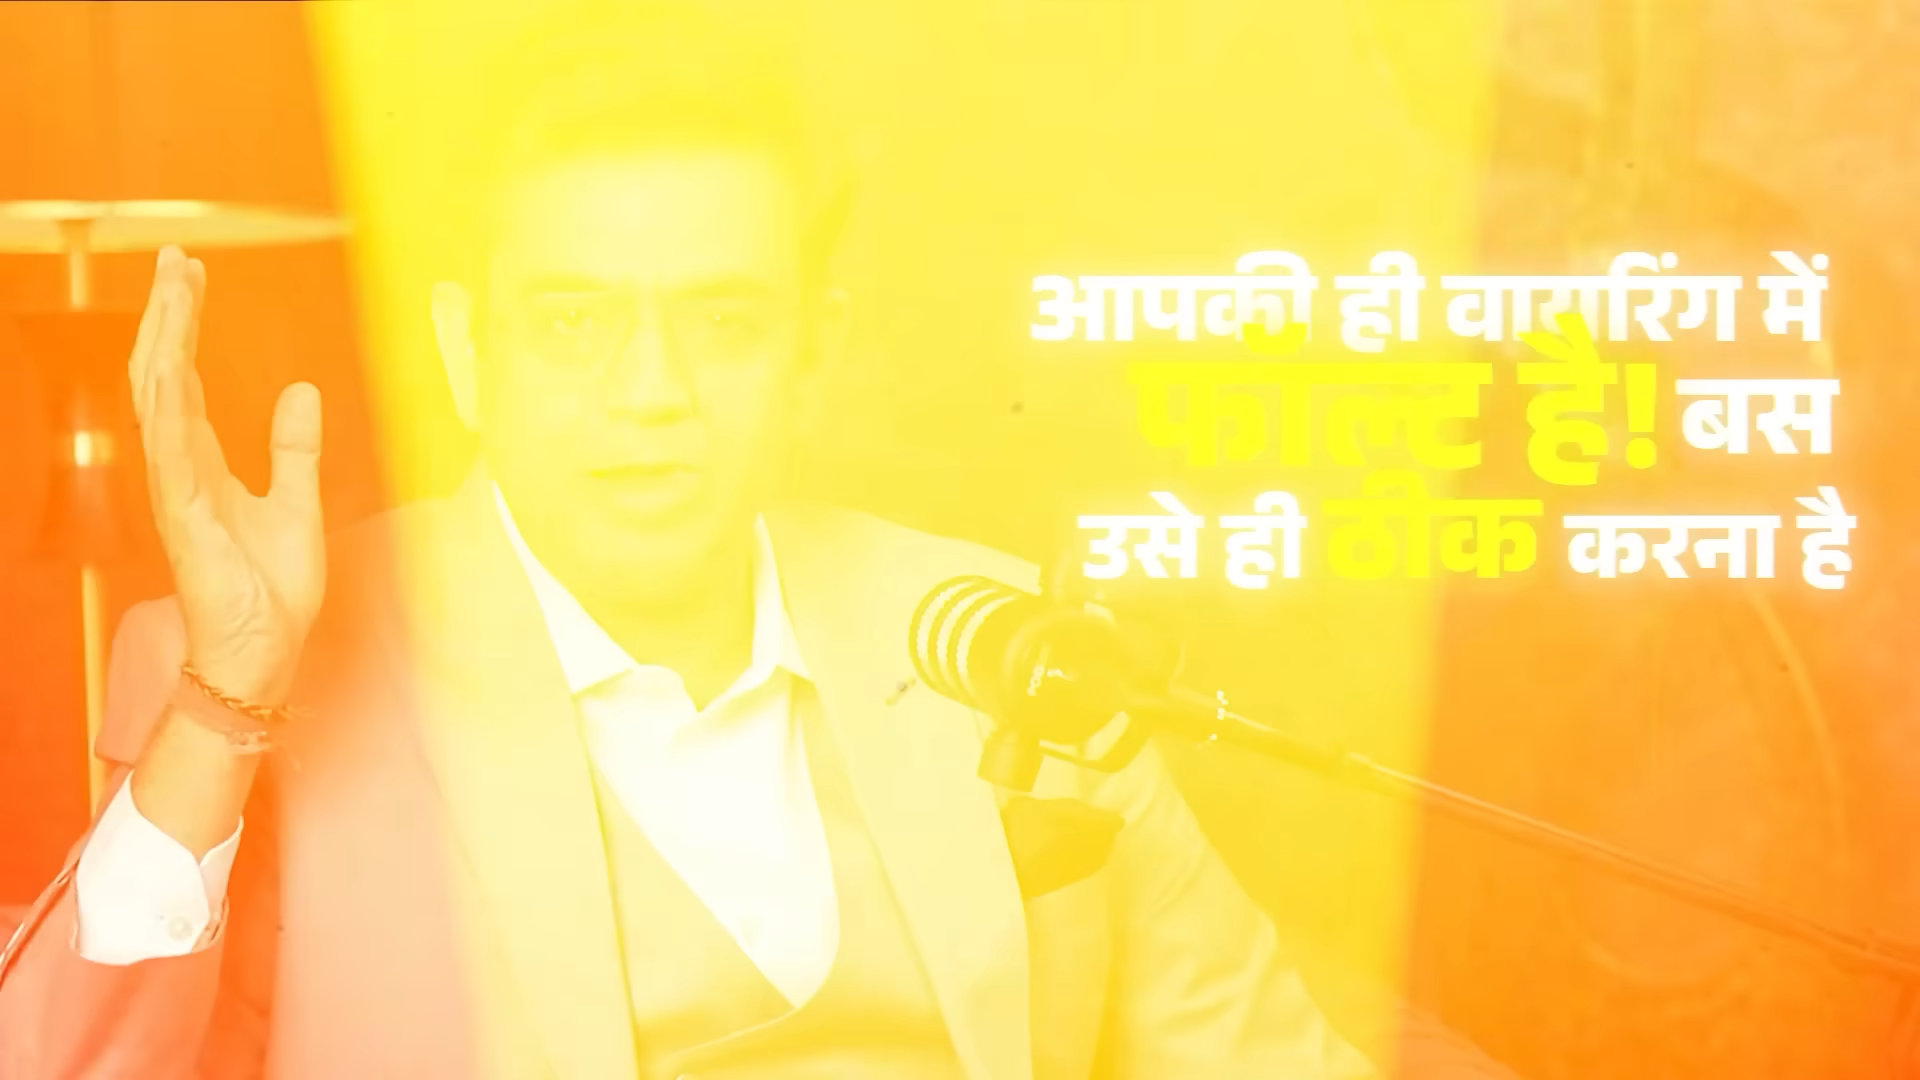 आपकी ही वायरिंग में
फॉल्ट है! बस
उसे ही ठीक करना है